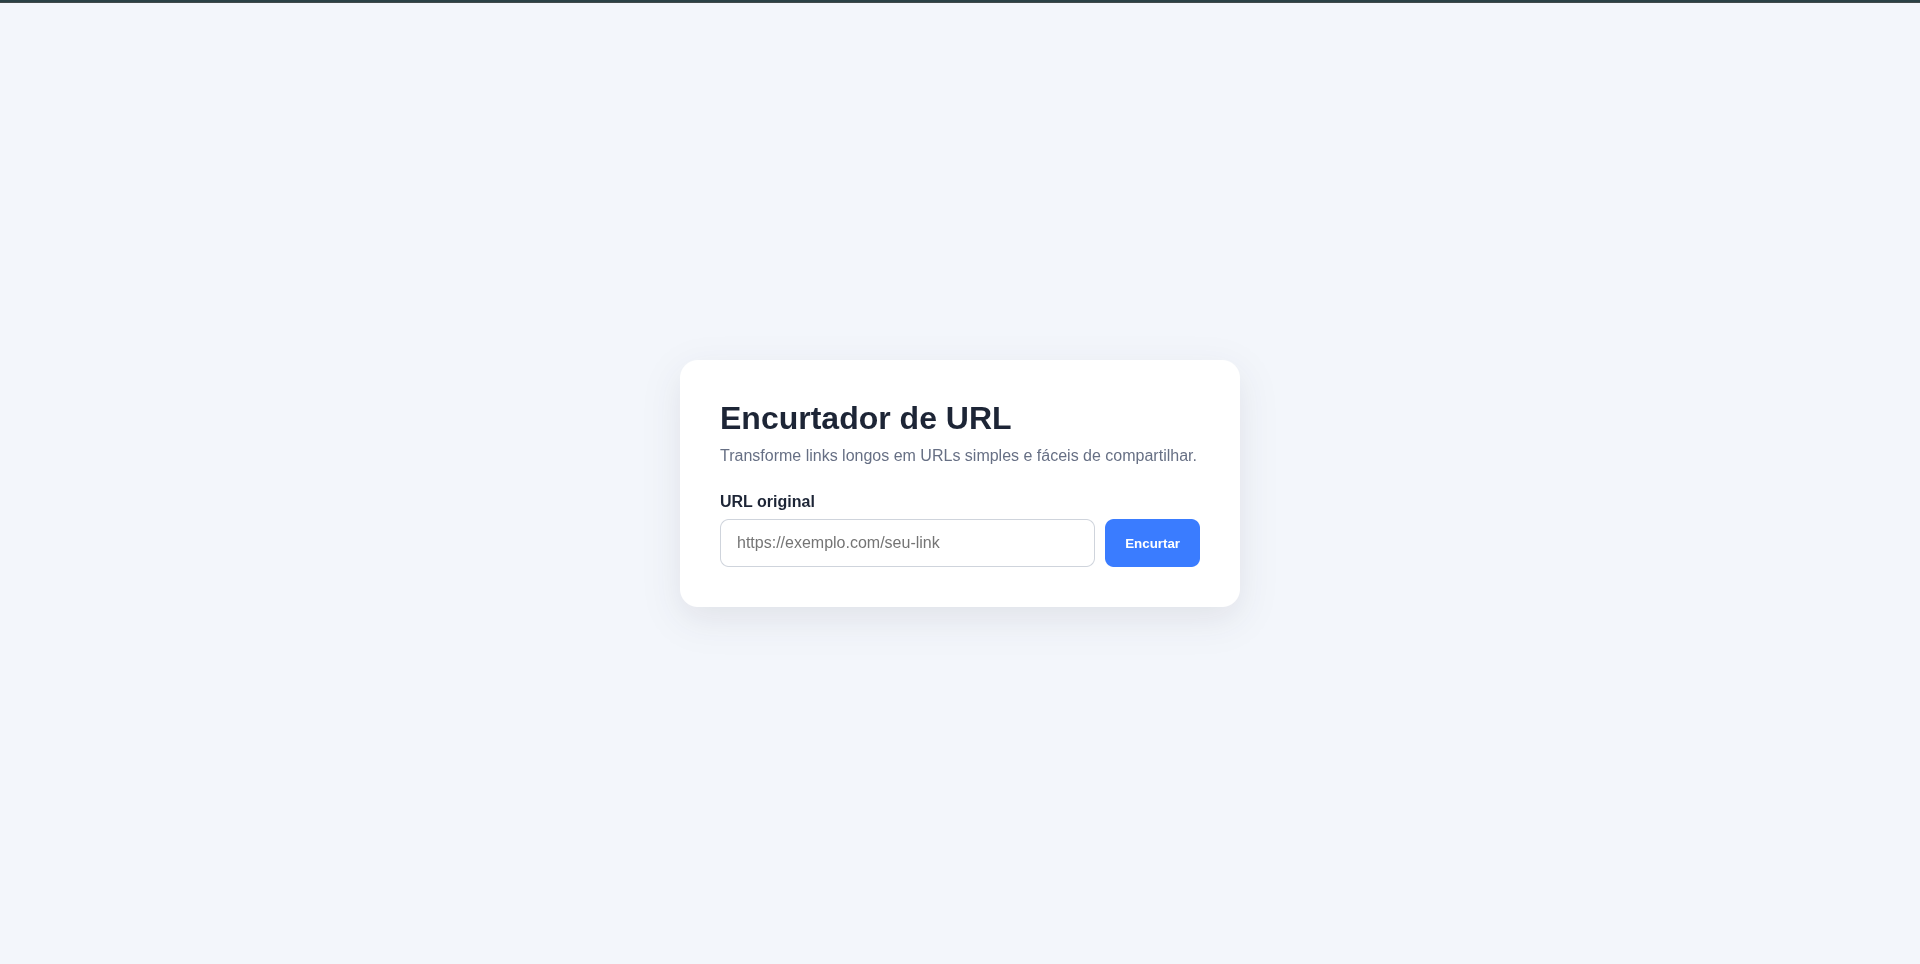 Encurtador de URL
Transforme links longos em URLs simples e fáceis de compartilhar.
URL original
https://exemplo.com/seu-link
Encurtar